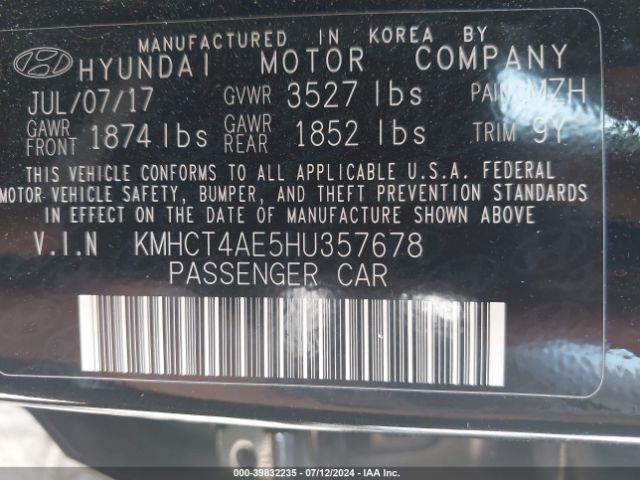 MANUFACTURED IN KOREA BY
HYUNDAI MOTOR COMPANY
JUL/07/17 GVWR 3527 lbs PAINT MZH
GAWR FRONT 1874 lbs GAWR REAR 1852 lbs TRIM 9Y
THIS VEHICLE CONFORMS TO ALL APPLICABLE U.S.A. FEDERAL
MOTOR-VEHICLE SAFETY, BUMPER, AND THEFT PREVENTION STANDARDS
IN EFFECT ON THE DATE OF MANUFACTURE SHOWN ABOVE
V.I.N KMHCT4AE5HU357678
PASSENGER CAR
000-39832235 - 07/12/2024 - IAA Inc.